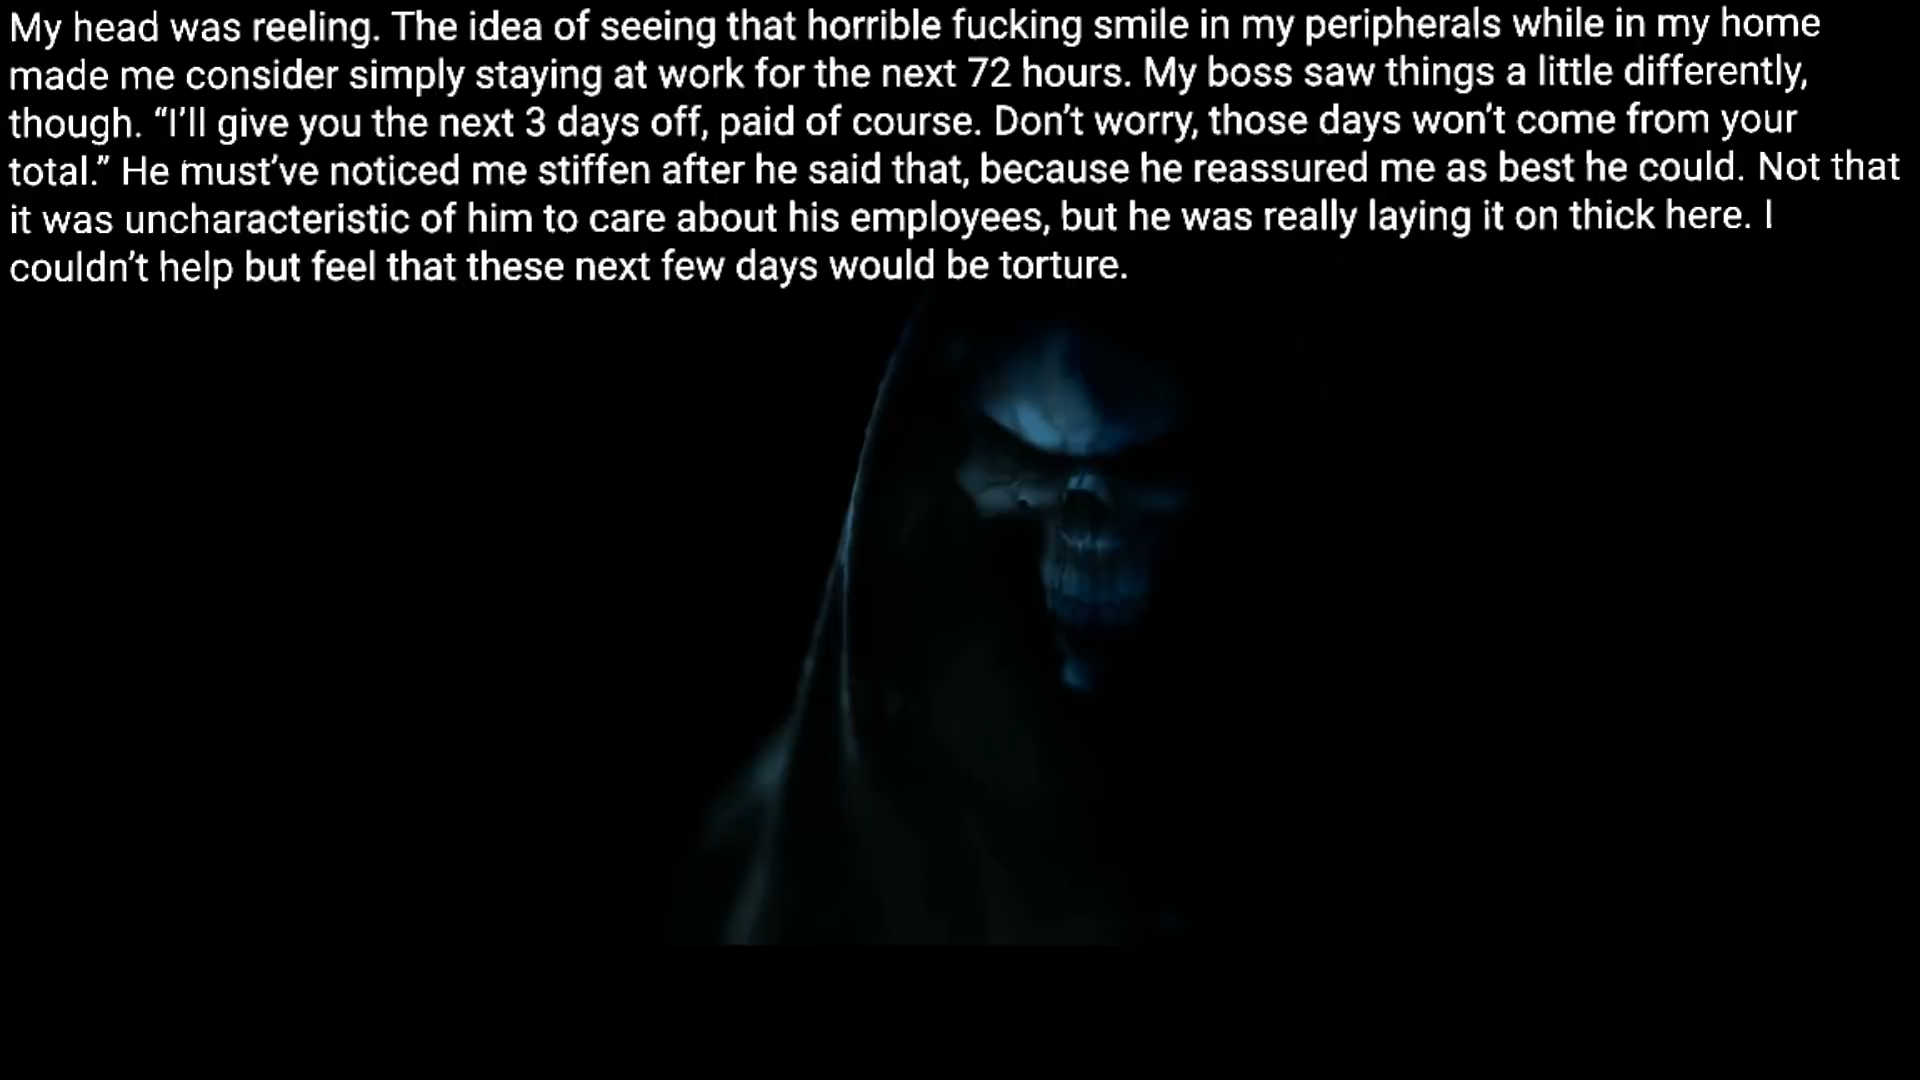 My head was reeling. The idea of seeing that horrible fucking smile in my peripherals while in my home
made me consider simply staying at work for the next 72 hours. My boss saw things a little differently,
though. “I’ll give you the next 3 days off, paid of course. Don’t worry, those days won’t come from your
total.” He must’ve noticed me stiffen after he said that, because he reassured me as best he could. Not that
it was uncharacteristic of him to care about his employees, but he was really laying it on thick here. I
couldn’t help but feel that these next few days would be torture.